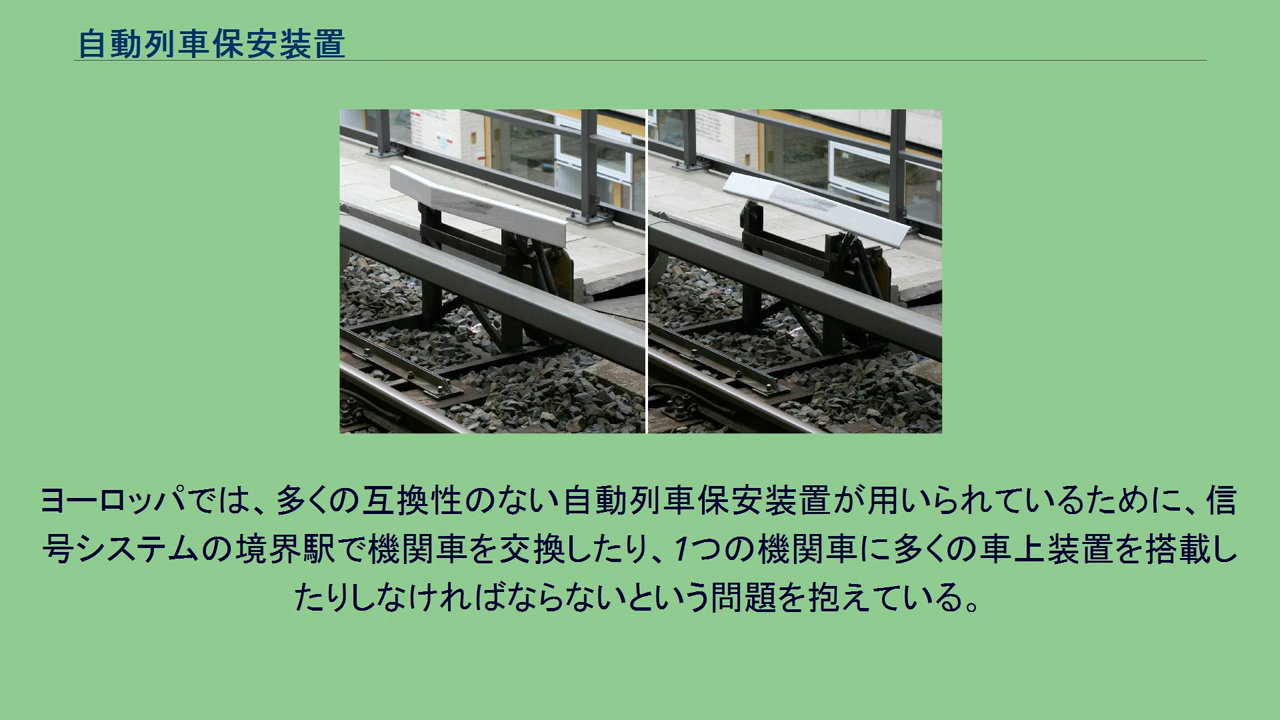 自動列車保安装置
ヨーロッパでは、多くの互換性のない自動列車保安装置が用いられているために、信
号システムの境界駅で機関車を交換したり、1つの機関車に多くの車上装置を搭載し
たりしなければならないという問題を抱えている。